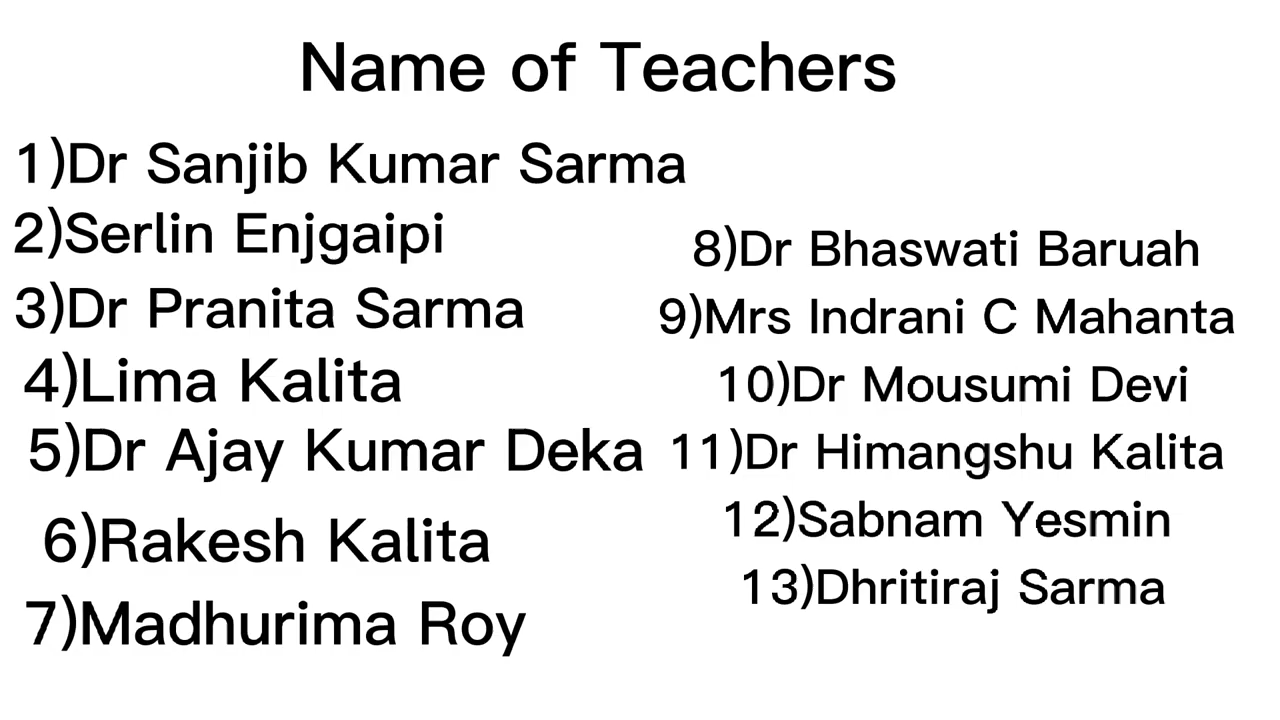 Name of Teachers
1)Dr Sanjib Kumar Sarma
2)Serlin Enjgaipi
3)Dr Pranita Sarma
4)Lima Kalita
5)Dr Ajay Kumar Deka
6)Rakesh Kalita
7)Madhurima Roy
8)Dr Bhaswati Baruah
9)Mrs Indrani C Mahanta
10)Dr Mousumi Devi
11)Dr Himangshu Kalita
12)Sabnam Yesmin
13)Dhritiraj Sarma